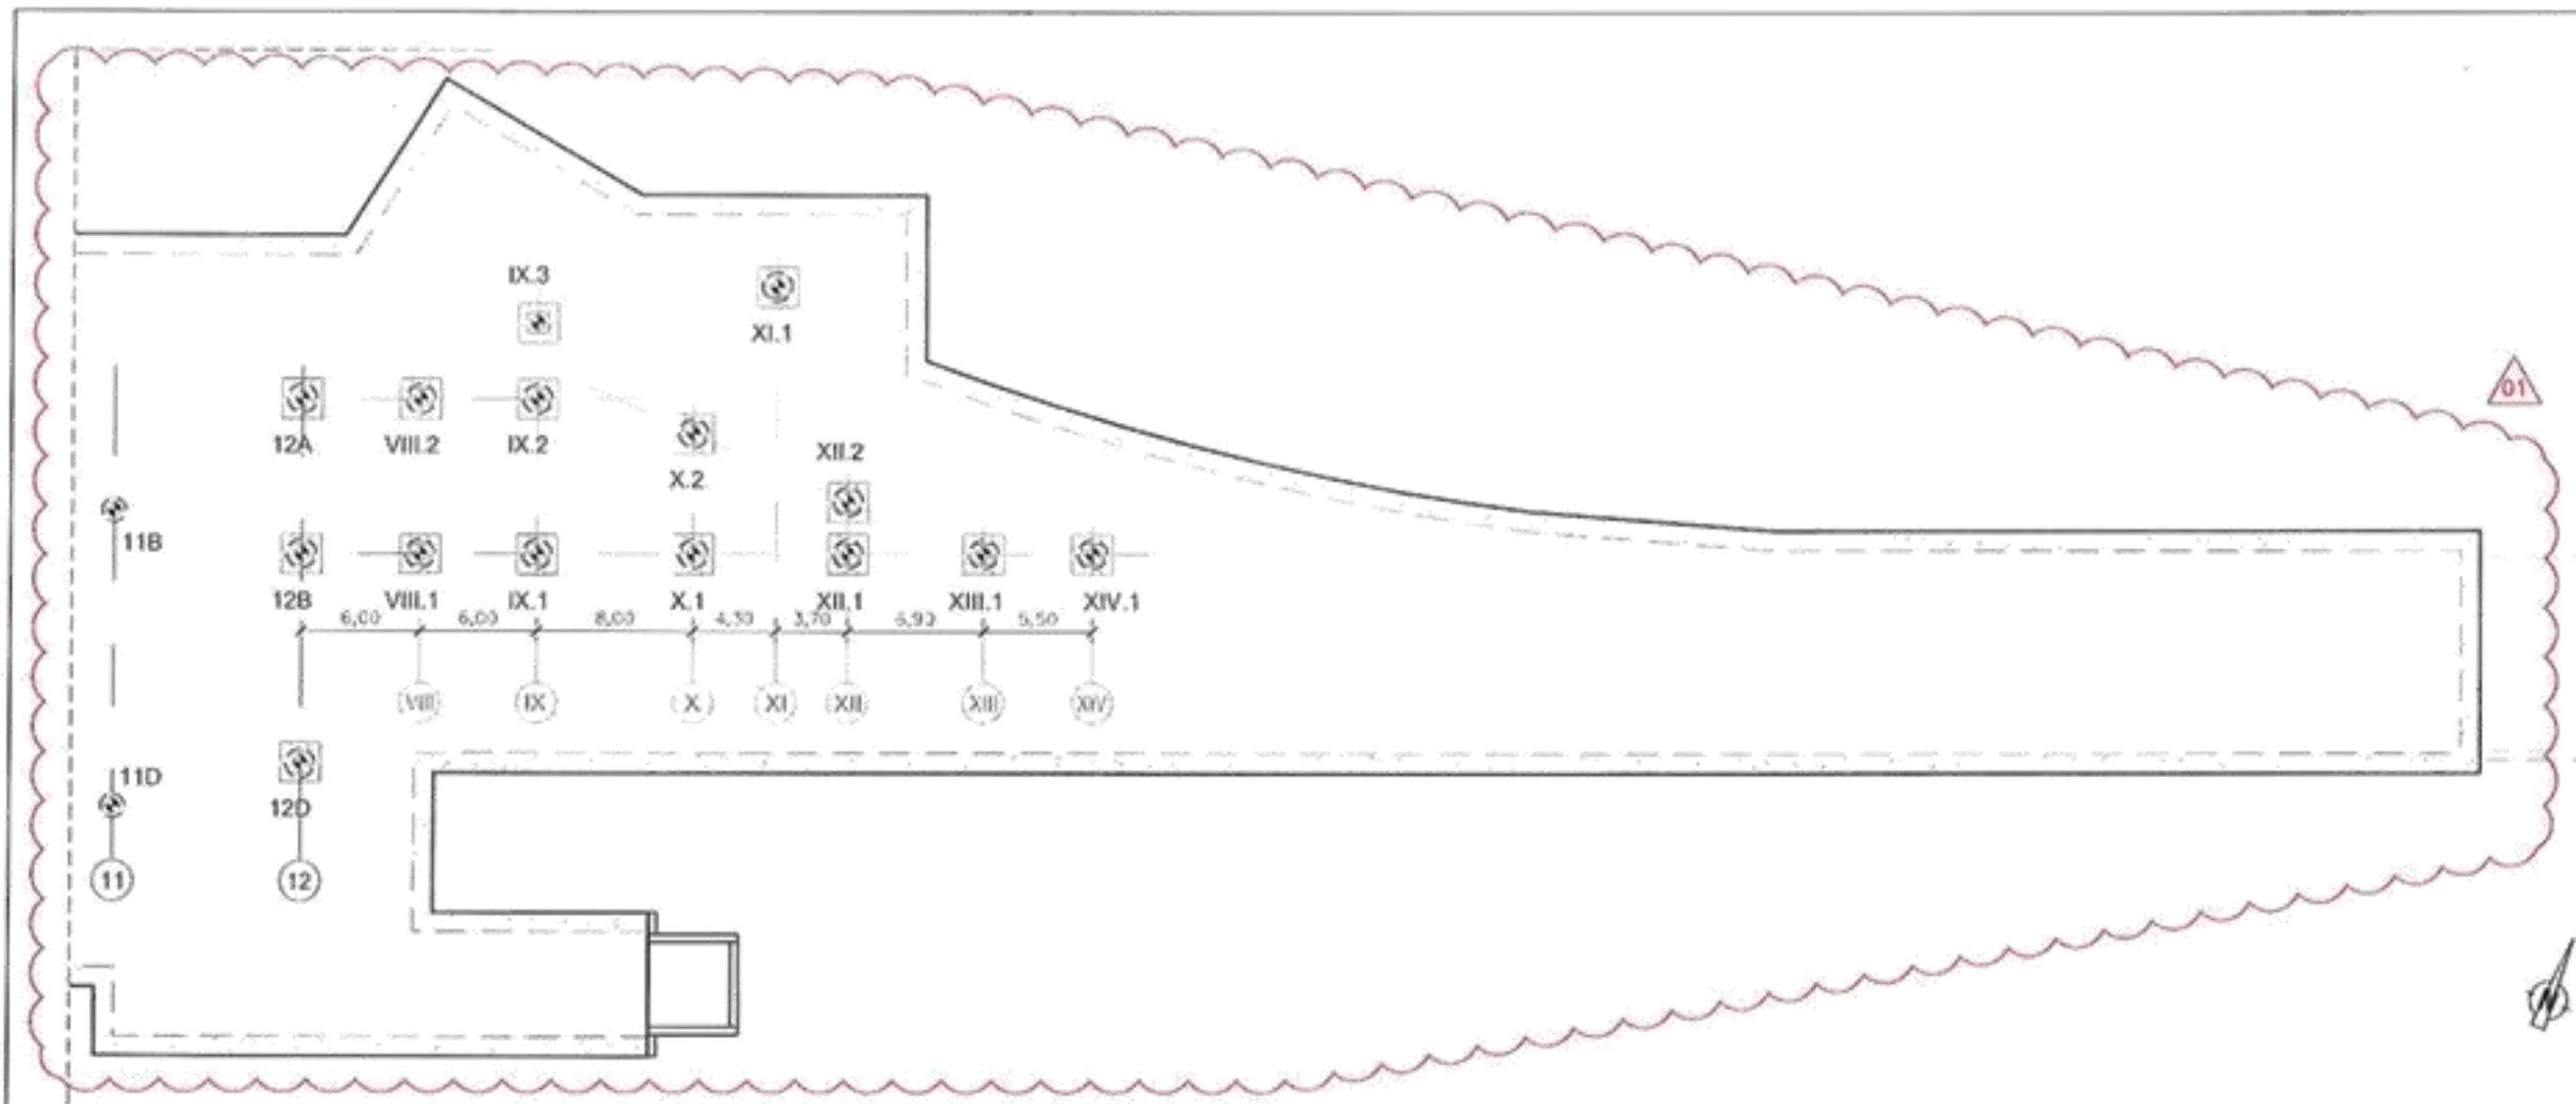 IX.3
XI.1
01
12A VIII.2 IX.2
X.2
XII.2
11B
12B VIII.1 IX.1 X.1 XII.1 XIII.1 XIV.1
6,00 6,00 8,00 4,30 3,70 6,90 5,50
VIII IX X XI XII XIII XIV
11D
12D
11 12
N